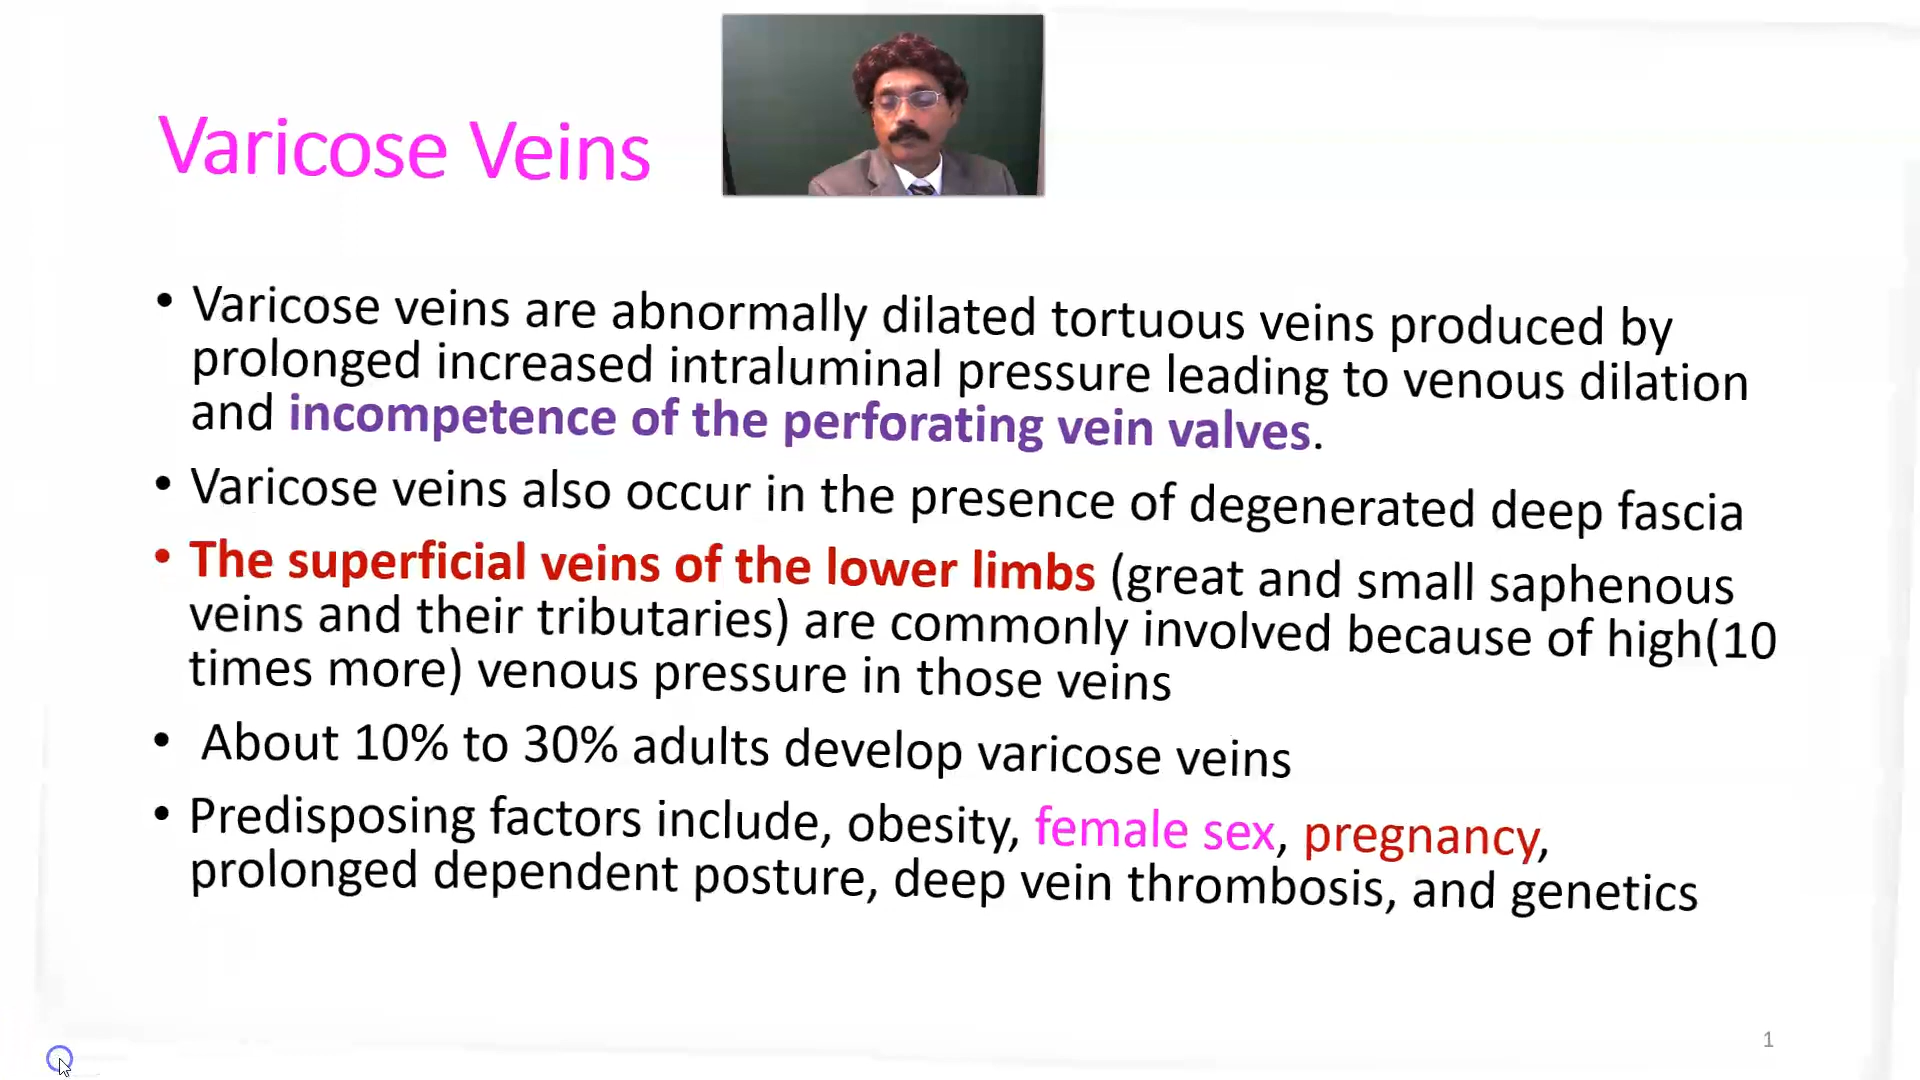 Varicose Veins
• Varicose veins are abnormally dilated tortuous veins produced by
prolonged increased intraluminal pressure leading to venous dilation
and incompetence of the perforating vein valves.
• Varicose veins also occur in the presence of degenerated deep fascia
• The superficial veins of the lower limbs (great and small saphenous
veins and their tributaries) are commonly involved because of high(10
times more) venous pressure in those veins
• About 10% to 30% adults develop varicose veins
• Predisposing factors include, obesity, female sex, pregnancy,
prolonged dependent posture, deep vein thrombosis, and genetics
1